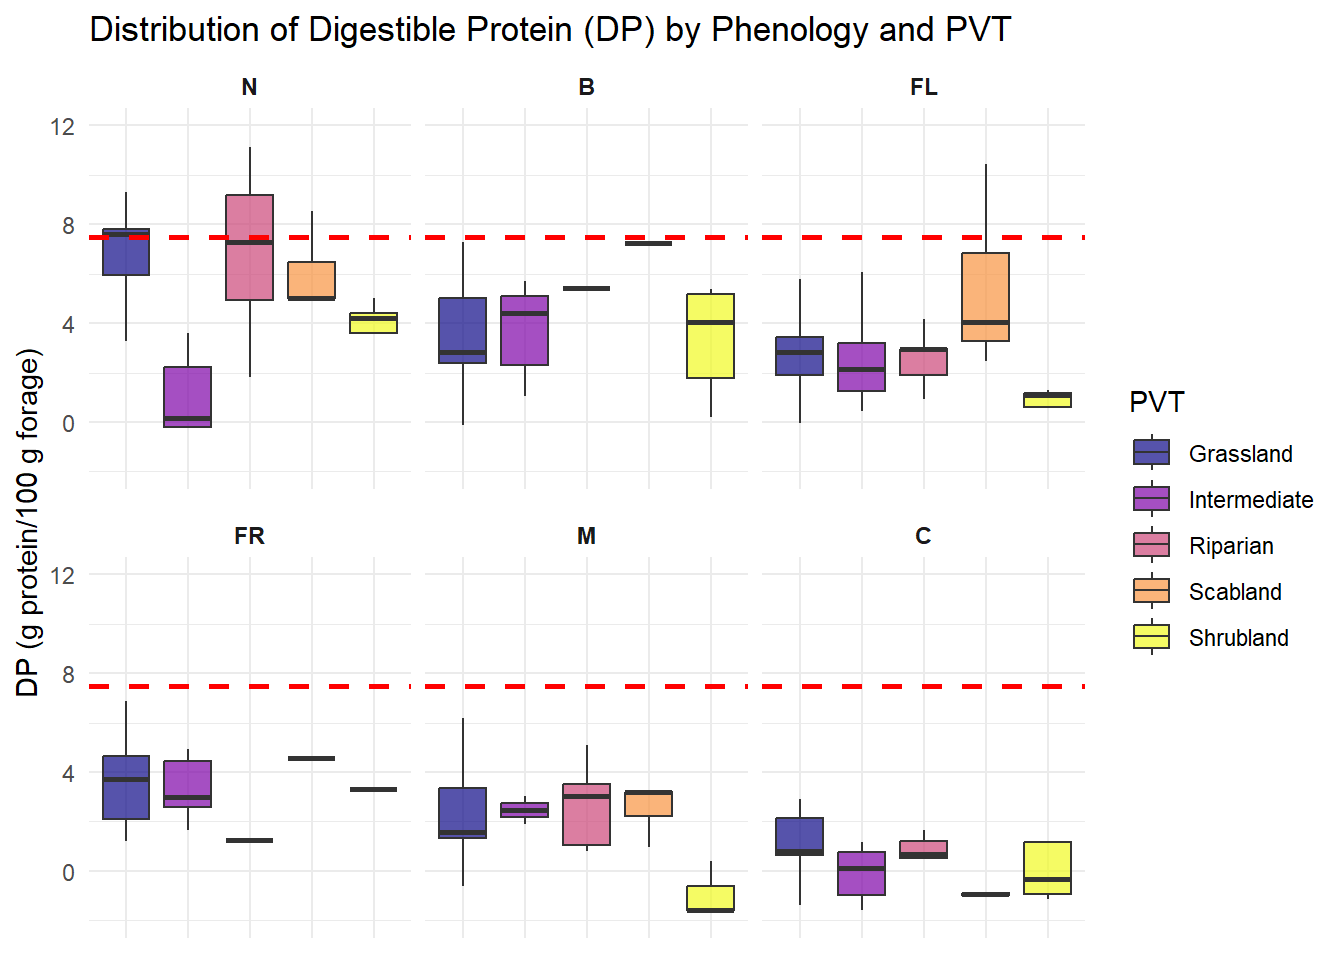 Distribution of Digestible Protein (DP) by Phenology and PVT
N
B
FL
12
8
4
0
DP (g protein/100 g forage)
FR
M
C
12
8
4
0
PVT
Grassland
Intermediate
Riparian
Scabland
Shrubland